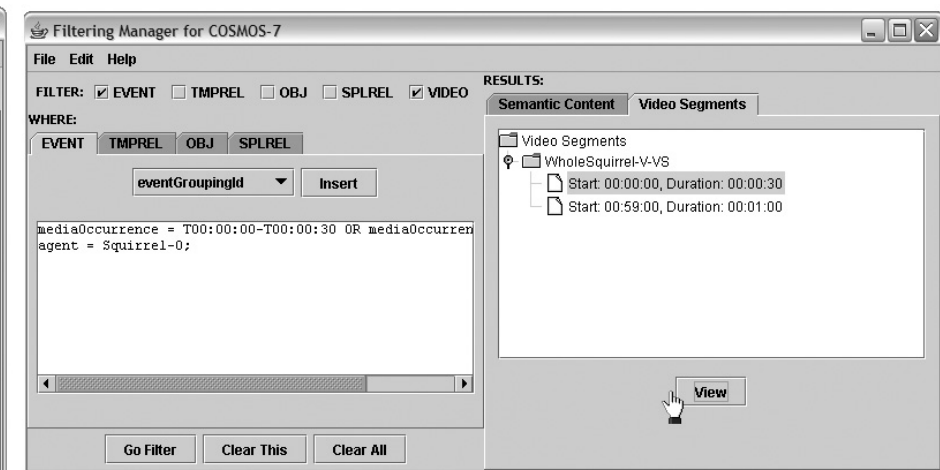 Filtering Manager for COSMOS-7
File Edit Help
FILTER: EVENT TMPREL OBJ SPLREL VIDEO
WHERE:
EVENT TMPREL OBJ SPLREL
eventGroupingId Insert
mediaOccurrence = T00:00:00-T00:00:30 OR mediaOccurren
agent = Squirrel-O;
Go Filter Clear This Clear All
RESULTS:
Semantic Content Video Segments
Video Segments
WholeSquirrel-V-VS
Start: 00:00:00, Duration: 00:00:30
Start: 00:59:00, Duration: 00:01:00
View